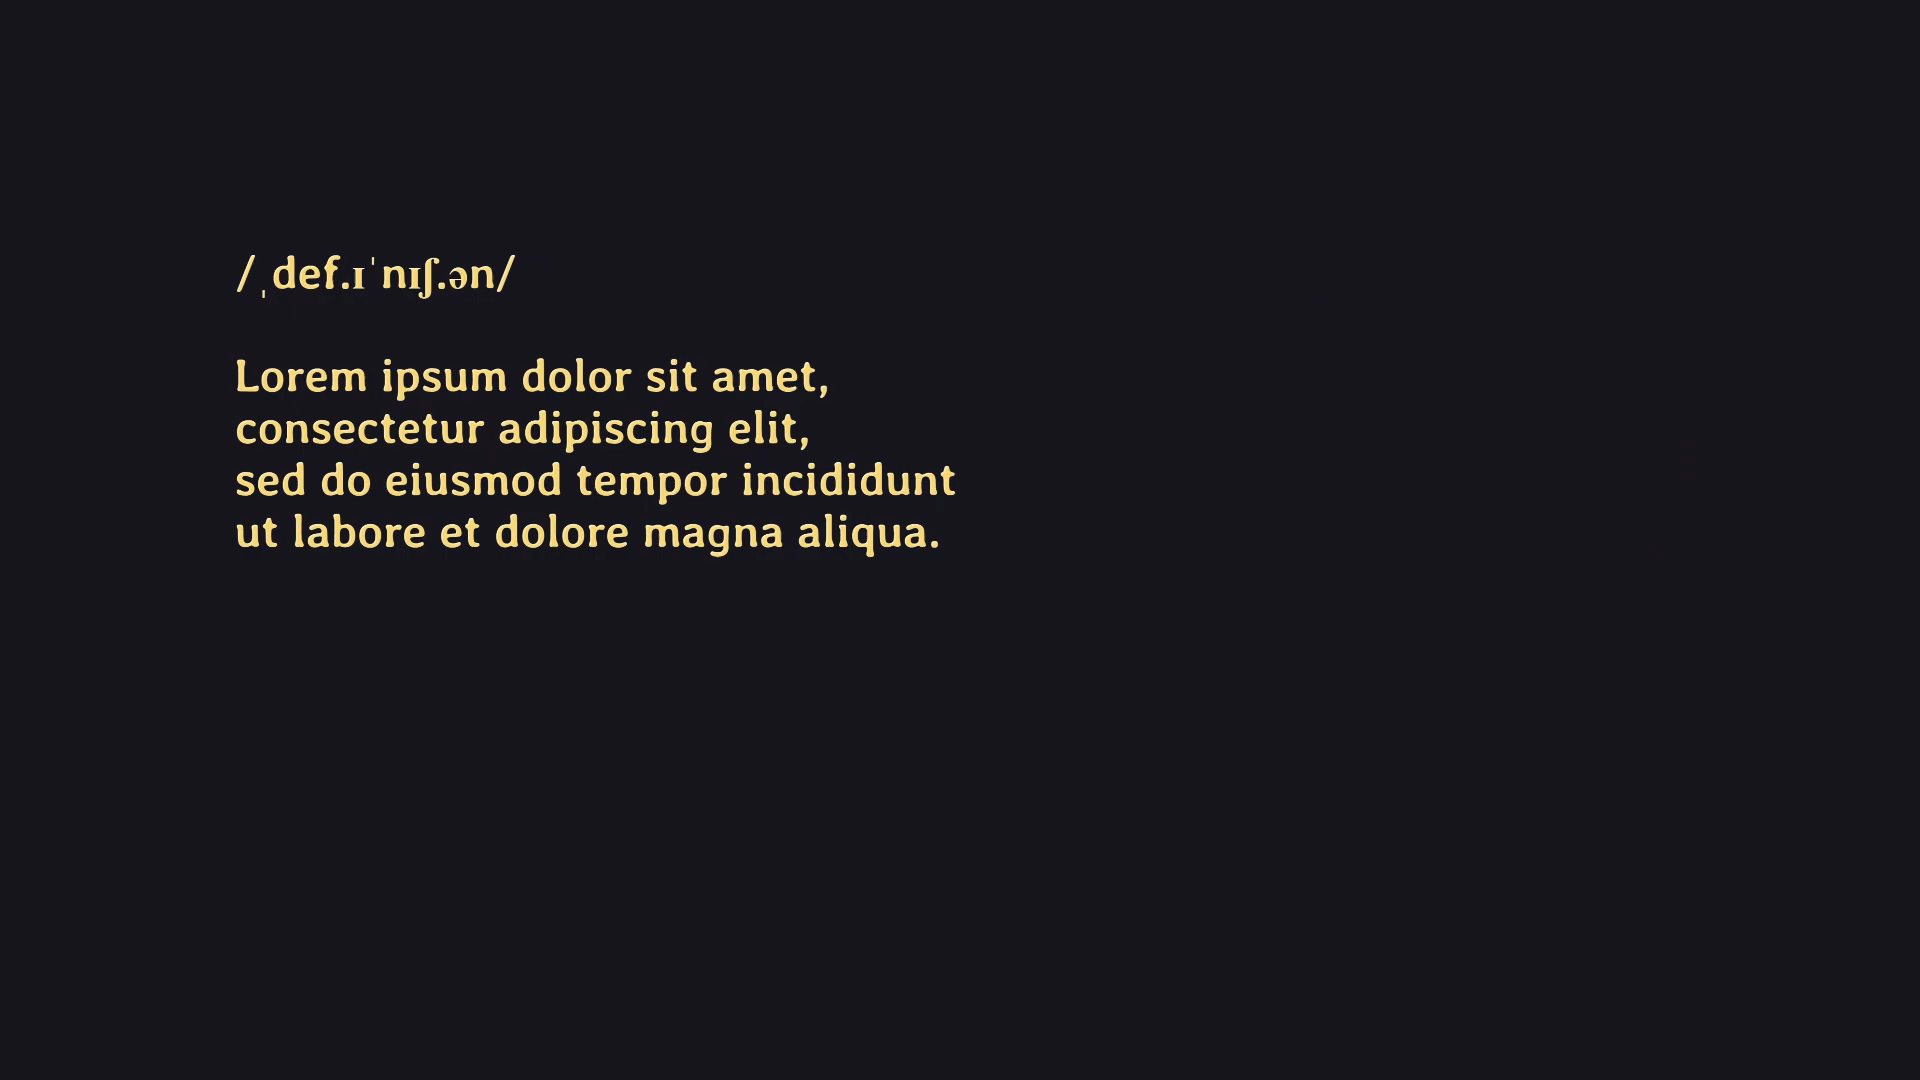 /ˌdef.ɪˈnɪʃ.ən/
Lorem ipsum dolor sit amet,
consectetur adipiscing elit,
sed do eiusmod tempor incididunt
ut labore et dolore magna aliqua.